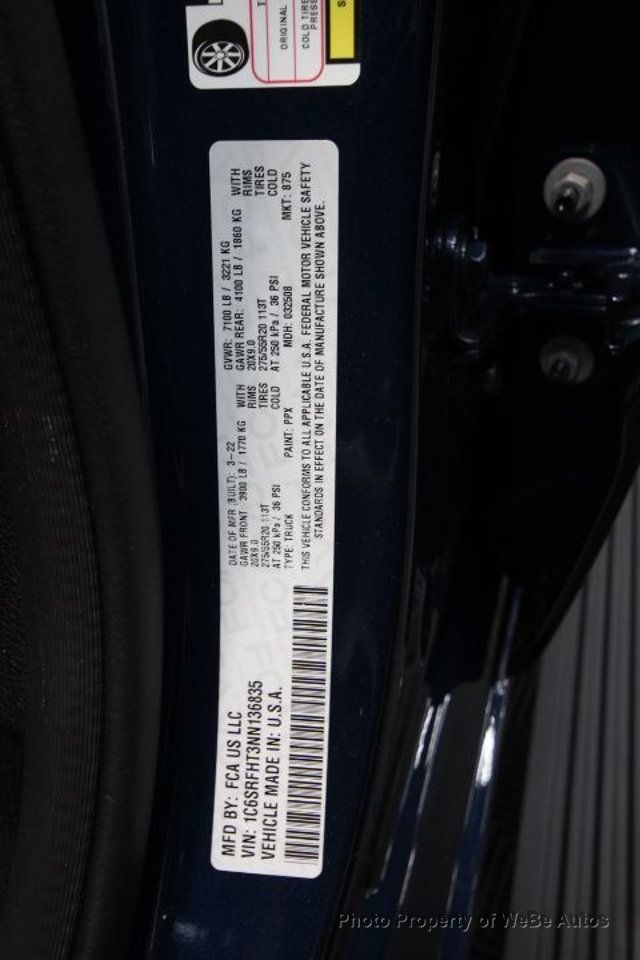 ORIGINAL
COLD TIRE
PRESS
MFD BY: FCA US LLC
VIN: 1C6SRFHT3NN136835
VEHICLE MADE IN: U.S.A.
DATE OF MFR (BUILT): 3-22 GVWR: 7100 LB / 3221 KG
GAWR FRONT 3900 LB / 1770 KG WITH GAWR REAR: 4100 LB / 1860 KG WITH
20X9.0 RIMS 20X9.0 RIMS
275/55R20 113T TIRES 275/55R20 113T TIRES
AT 250 kPa / 36 PSI COLD AT 250 kPa / 36 PSI COLD
TYPE: TRUCK PAINT: PPX MDH: 032508 MKT: 875
THIS VEHICLE CONFORMS TO ALL APPLICABLE U.S.A. FEDERAL MOTOR VEHICLE SAFETY
STANDARDS IN EFFECT ON THE DATE OF MANUFACTURE SHOWN ABOVE.
Photo Property of WeBe Autos